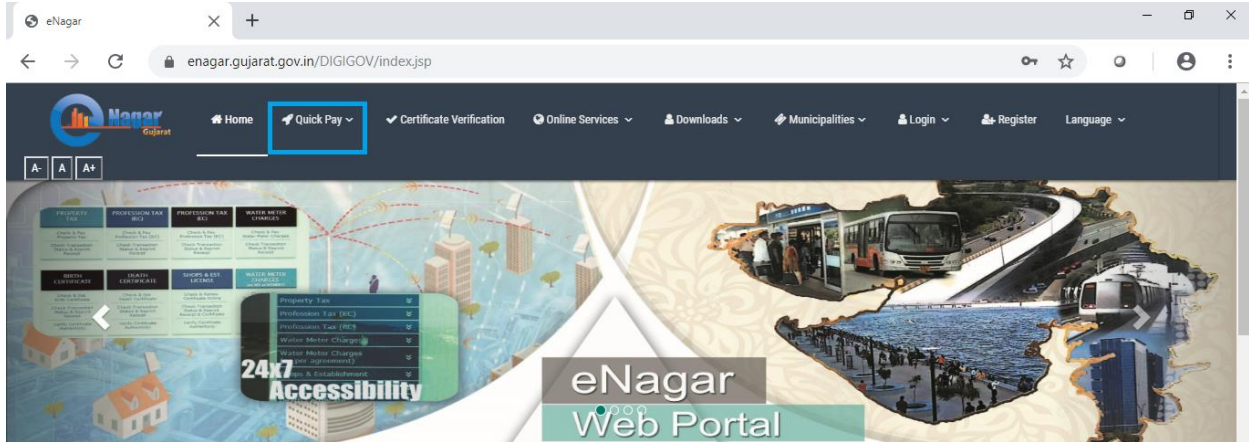 eNagar
enagar.gujarat.gov.in/DIGIGOV/index.jsp
Nagar
Gujarat
Home Quick Pay Certificate Verification Online Services Downloads Municipalities Login Register Language
A- A A+
PROPERTY TAX PROFESSION TAX (RC) PROFESSION TAX (EC) WATER METER CHARGES
BIRTH CERTIFICATE DEATH CERTIFICATE SHOPS & EST. LICENSE WATER METER CHARGES
Property Tax
Profession Tax (EC)
Profession Tax (RC)
Water Meter Charges
Water Meter Charges
(as per agreement)
Shops & Establishment
24x7
Accessibility
eNagar
Web Portal